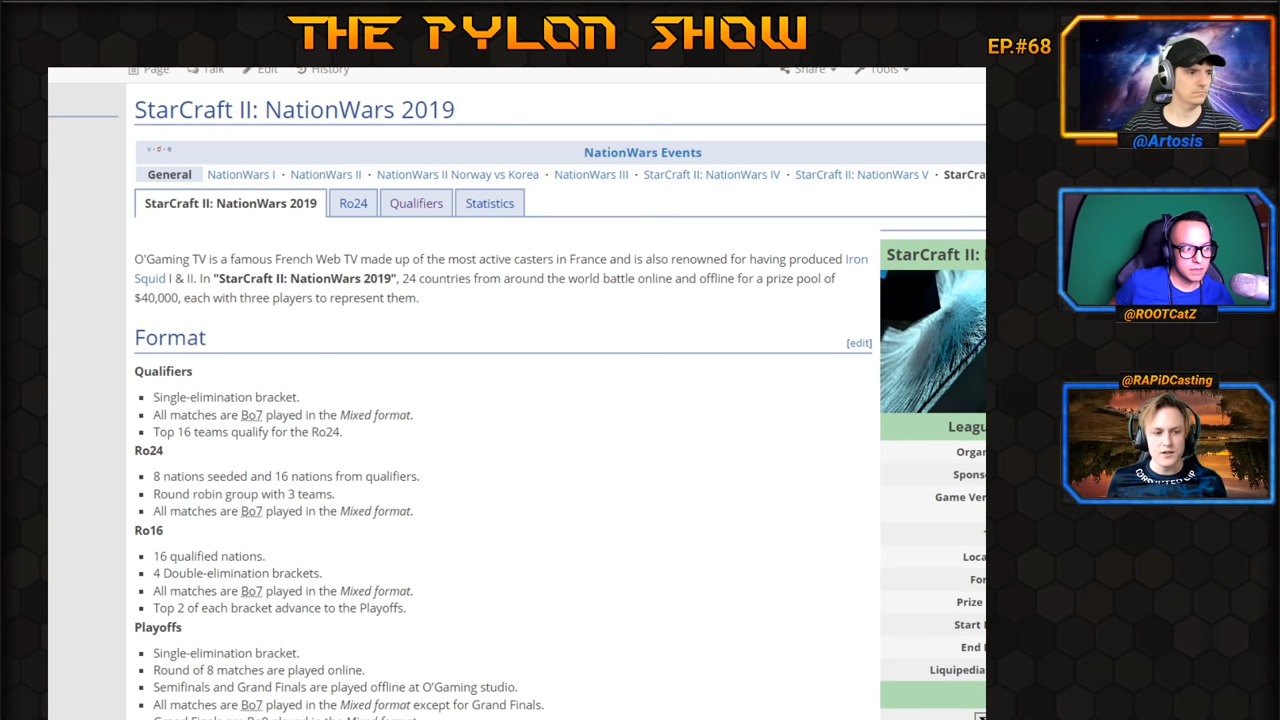 THE PYLON SHOW
EP.#68
Page Talk Edit History Share Tools
StarCraft II: NationWars 2019
v · d · e
NationWars Events
General NationWars I · NationWars II · NationWars II Norway vs Korea · NationWars III · StarCraft II: NationWars IV · StarCraft II: NationWars V · StarCra
StarCraft II: NationWars 2019 Ro24 Qualifiers Statistics
O'Gaming TV is a famous French Web TV made up of the most active casters in France and is also renowned for having produced Iron
Squid I & II. In "StarCraft II: NationWars 2019", 24 countries from around the world battle online and offline for a prize pool of
$40,000, each with three players to represent them.
Format
[edit]
Qualifiers
Single-elimination bracket.
All matches are Bo7 played in the Mixed format.
Top 16 teams qualify for the Ro24.
Ro24
8 nations seeded and 16 nations from qualifiers.
Round robin group with 3 teams.
All matches are Bo7 played in the Mixed format.
Ro16
16 qualified nations.
4 Double-elimination brackets.
All matches are Bo7 played in the Mixed format.
Top 2 of each bracket advance to the Playoffs.
Playoffs
Single-elimination bracket.
Round of 8 matches are played online.
Semifinals and Grand Finals are played offline at O'Gaming studio.
All matches are Bo7 played in the Mixed format except for Grand Finals.
Grand Finals are Bo9 played in the Mixed format.
StarCraft II:
Leagu
Organ
Spons
Game Ver
Loca
For
Prize
Start
End
Liquipedia
@Artosis
@ROOTCatZ
@RAPiDCasting